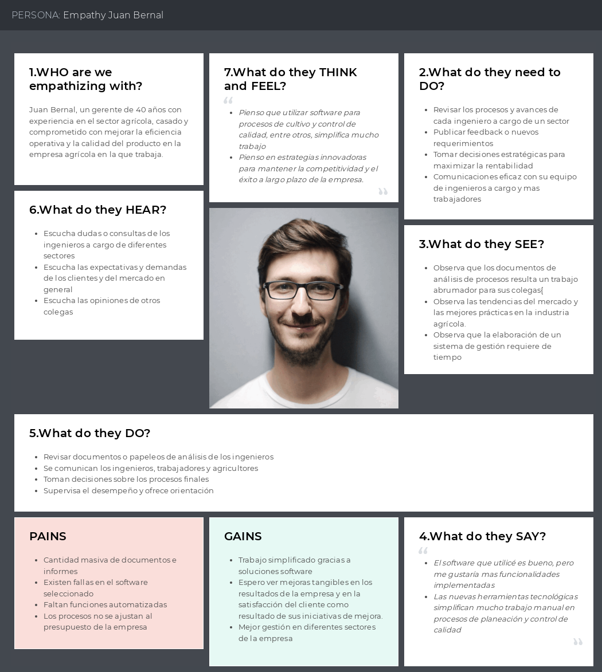 PERSONA: Empathy Juan Bernal
1.WHO are we
empathizing with?
Juan Bernal, un gerente de 40 años con
experiencia en el sector agrícola, casado y
comprometido con mejorar la eficiencia
operativa y la calidad del producto en la
empresa agrícola en la que trabaja.
7.What do they THINK
and FEEL?
“
• Pienso que utilizar software para
procesos de cultivo y control de
calidad, entre otros, simplifica mucho
trabajo
• Pienso en estrategias innovadoras
para mantener la competitividad y el
éxito a largo plazo de la empresa.
”
2.What do they need to
DO?
• Revisar los procesos y avances de
cada ingeniero a cargo de un sector
• Publicar feedback o nuevos
requerimientos
• Tomar decisiones estratégicas para
maximizar la rentabilidad
• Comunicaciones eficaz con su equipo
de ingenieros a cargo y mas
trabajadores
6.What do they HEAR?
• Escucha dudas o consultas de los
ingenieros a cargo de diferentes
sectores
• Escucha las expectativas y demandas
de los clientes y del mercado en
general
• Escucha las opiniones de otros
colegas
3.What do they SEE?
• Observa que los documentos de
análisis de procesos resulta un trabajo
abrumador para sus colegas[
• Observa las tendencias del mercado y
las mejores prácticas en la industria
agrícola.
• Observa que la elaboración de un
sistema de gestión requiere de
tiempo
5.What do they DO?
• Revisar documentos o papeleos de análisis de los ingenieros
• Se comunican los ingenieros, trabajadores y agricultores
• Toman decisiones sobre los procesos finales
• Supervisa el desempeño y ofrece orientación
PAINS
• Cantidad masiva de documentos e
informes
• Existen fallas en el software
seleccionado
• Faltan funciones automatizadas
• Los procesos no se ajustan al
presupuesto de la empresa
GAINS
• Trabajo simplificado gracias a
soluciones software
• Espero ver mejoras tangibles en los
resultados de la empresa y en la
satisfacción del cliente como
resultado de sus iniciativas de mejora.
• Mejor gestión en diferentes sectores
de la empresa
4.What do they SAY?
“
• El software que utilicé es bueno, pero
me gustaría mas funcionalidades
implementadas
• Las nuevas herramientas tecnológicas
simplifican mucho trabajo manual en
procesos de planeación y control de
calidad
”